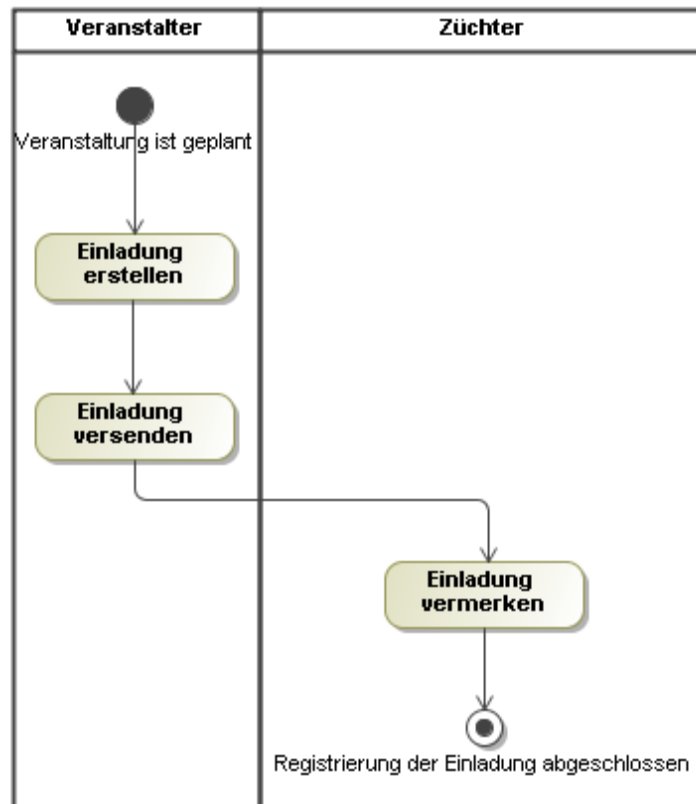 Veranstalter
Züchter
Veranstaltung ist geplant
Einladung
erstellen
Einladung
versenden
Einladung
vermerken
Registrierung der Einladung abgeschlossen